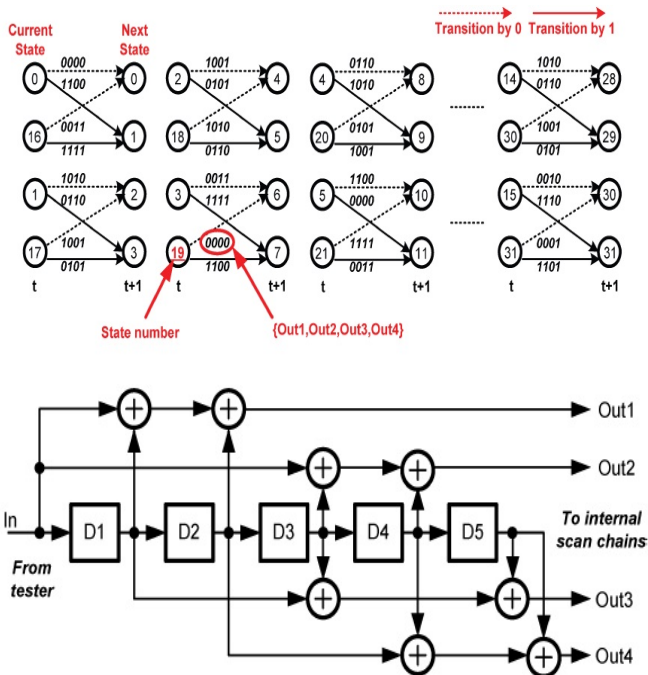 Transition by 0 Transition by 1
Current State
Next State
0 0000 0
1100
16 0011 1
1111
2 1001 4
0101
18 1010 5
0110
4 0110 8
1010
20 0101 9
1001
14 1010 28
0110
30 1001 29
0101
1 1010 2
0110
17 1001 3
0101
3 0011 6
1111
19 0000 7
1100
5 1100 10
0000
21 1111 11
0011
15 0010 30
1110
31 0001 31
1101
t t+1 t t+1 t t+1 t t+1
State number
{Out1,Out2,Out3,Out4}
Out1
Out2
In
D1 D2 D3 D4 D5
To internal scan chains
From tester
Out3
Out4